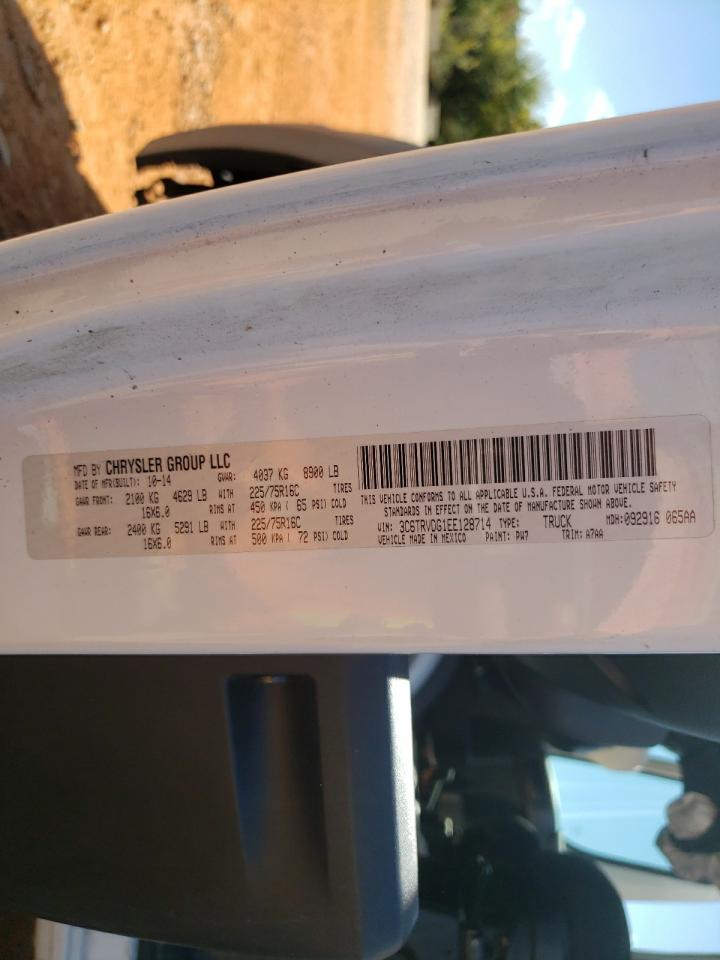 MFD BY CHRYSLER GROUP LLC
DATE OF MFR(BUILT): 10-14 GVWR: 4037 KG 8900 LB
GAWR FRONT: 2100 KG 4629 LB WITH 225/75R16C TIRES
16X6.0 RIMS AT 450 KPA ( 65 PSI) COLD
GAWR REAR: 2400 KG 5291 LB WITH 225/75R16C TIRES
16X6.0 RIMS AT 500 KPA ( 72 PSI) COLD
THIS VEHICLE CONFORMS TO ALL APPLICABLE U.S.A. FEDERAL MOTOR VEHICLE SAFETY
STANDARDS IN EFFECT ON THE DATE OF MANUFACTURE SHOWN ABOVE.
VIN: 3C6TRVDG1EE128714 TYPE: TRUCK MDH:092916 065AA
VEHICLE MADE IN MEXICO PAINT: PW7 TRIM: A7AA